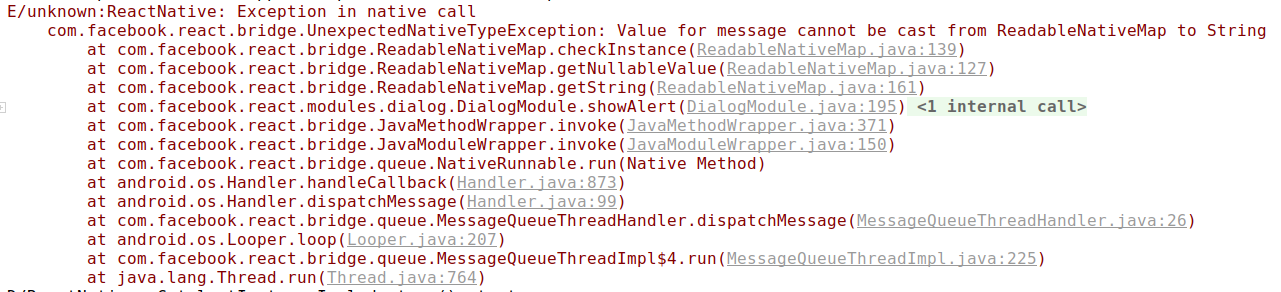 E/unknown:ReactNative: Exception in native call
com.facebook.react.bridge.UnexpectedNativeTypeException: Value for message cannot be cast from ReadableNativeMap to String
at com.facebook.react.bridge.ReadableNativeMap.checkInstance(ReadableNativeMap.java:139)
at com.facebook.react.bridge.ReadableNativeMap.getNullableValue(ReadableNativeMap.java:127)
at com.facebook.react.bridge.ReadableNativeMap.getString(ReadableNativeMap.java:161)
at com.facebook.react.modules.dialog.DialogModule.showAlert(DialogModule.java:195) <1 internal call>
at com.facebook.react.bridge.JavaMethodWrapper.invoke(JavaMethodWrapper.java:371)
at com.facebook.react.bridge.JavaModuleWrapper.invoke(JavaModuleWrapper.java:150)
at com.facebook.react.bridge.queue.NativeRunnable.run(Native Method)
at android.os.Handler.handleCallback(Handler.java:873)
at android.os.Handler.dispatchMessage(Handler.java:99)
at com.facebook.react.bridge.queue.MessageQueueThreadHandler.dispatchMessage(MessageQueueThreadHandler.java:26)
at android.os.Looper.loop(Looper.java:207)
at com.facebook.react.bridge.queue.MessageQueueThreadImpl$4.run(MessageQueueThreadImpl.java:225)
at java.lang.Thread.run(Thread.java:764)